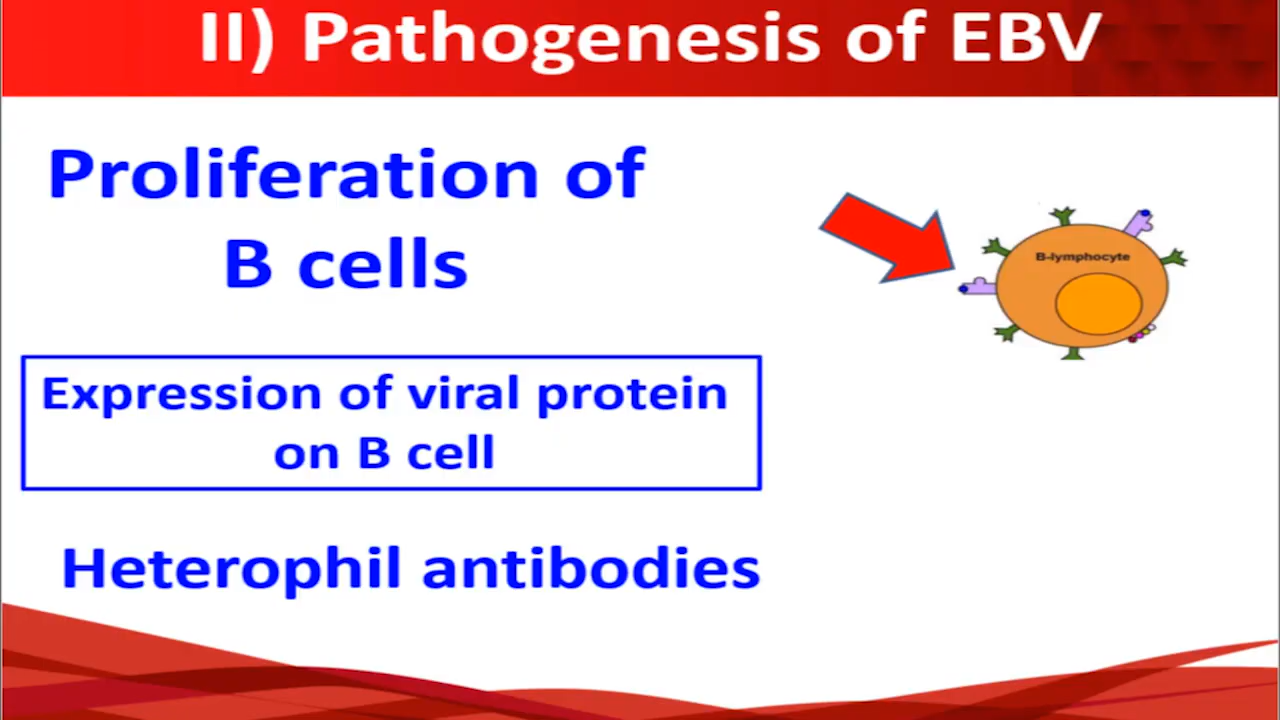 II) Pathogenesis of EBV
Proliferation of
B cells
B-lymphocyte
Expression of viral protein
on B cell
Heterophil antibodies